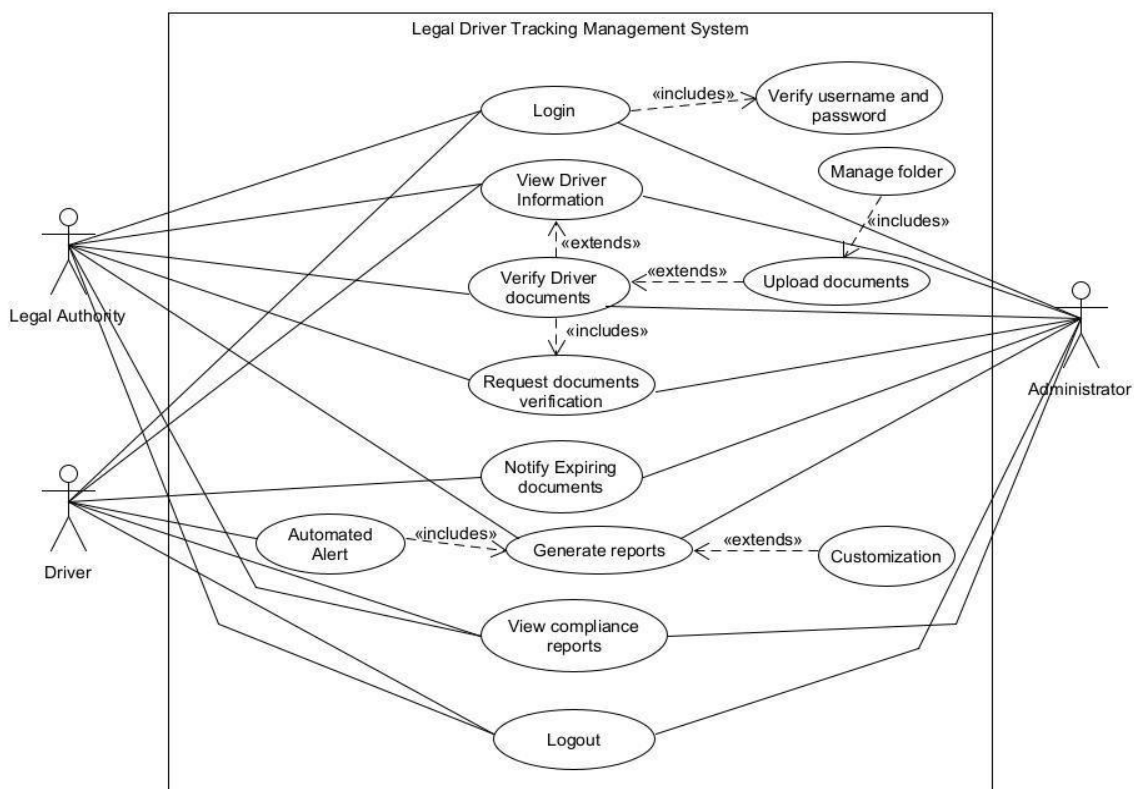 Legal Driver Tracking Management System
Login
«includes»
Verify username and
password
View Driver
Information
Manage folder
«includes»
«extends»
Verify Driver
documents
«extends»
Upload documents
Legal Authority
«includes»
Request documents
verification
Administrator
Notify Expiring
documents
Driver
Automated
Alert
«includes»
Generate reports
«extends»
Customization
View compliance
reports
Logout